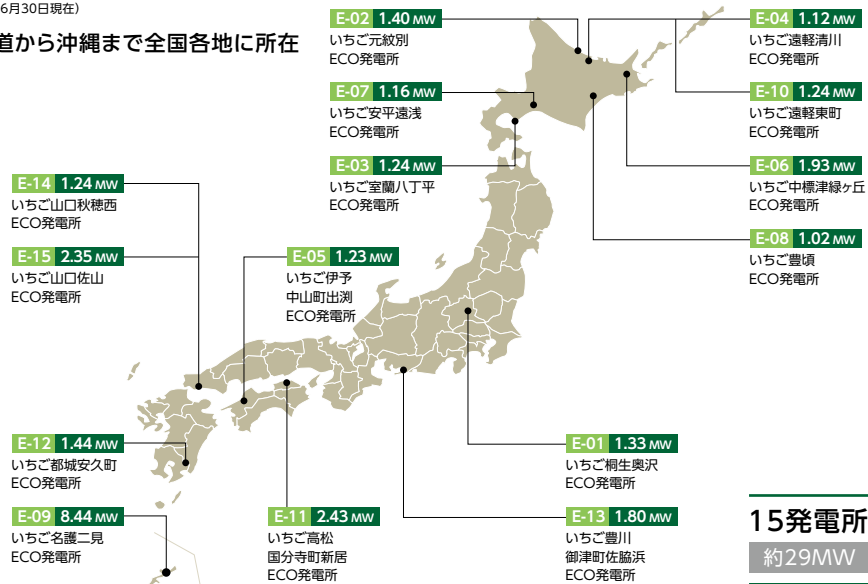 6月30日現在）
道から沖縄まで全国各地に所在
E-02 1.40 MW
いちご元紋別
ECO発電所
E-04 1.12 MW
いちご遠軽清川
ECO発電所
E-07 1.16 MW
いちご安平遠浅
ECO発電所
E-10 1.24 MW
いちご遠軽東町
ECO発電所
E-03 1.24 MW
いちご室蘭八丁平
ECO発電所
E-06 1.93 MW
いちご中標津緑ヶ丘
ECO発電所
E-14 1.24 MW
いちご山口秋穂西
ECO発電所
E-08 1.02 MW
いちご豊頃
ECO発電所
E-15 2.35 MW
いちご山口佐山
ECO発電所
E-05 1.23 MW
いちご伊予
中山町出渕
ECO発電所
E-12 1.44 MW
いちご都城安久町
ECO発電所
E-01 1.33 MW
いちご桐生奥沢
ECO発電所
E-09 8.44 MW
いちご名護二見
ECO発電所
E-11 2.43 MW
いちご高松
国分寺町新居
ECO発電所
E-13 1.80 MW
いちご豊川
御津町佐脇浜
ECO発電所
15発電所
約29MW